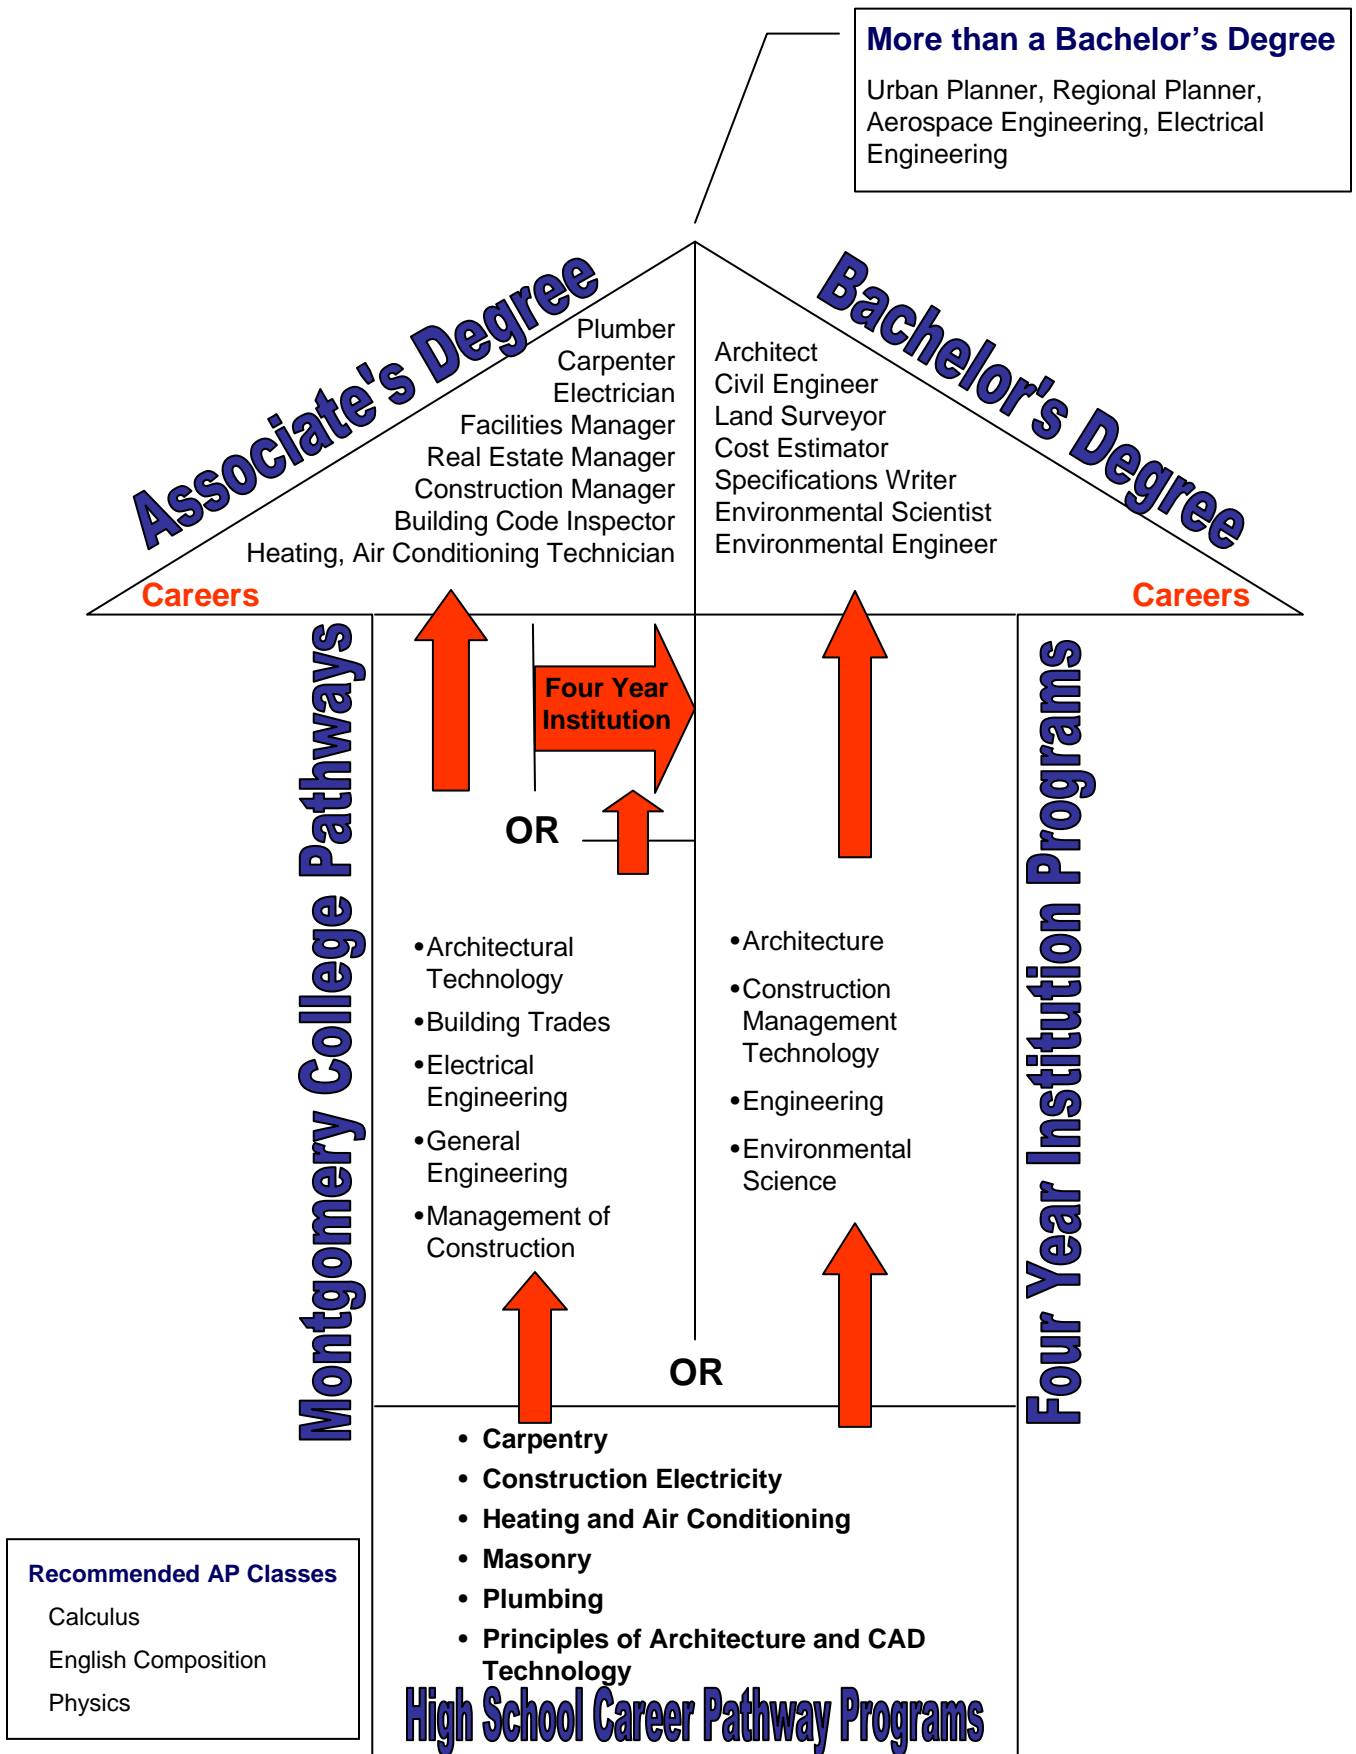 More than a Bachelor's Degree
Urban Planner, Regional Planner,
Aerospace Engineering, Electrical
Engineering
Associate's Degree
Bachelor's Degree
Plumber
Carpenter
Electrician
Facilities Manager
Real Estate Manager
Construction Manager
Building Code Inspector
Heating, Air Conditioning Technician
Careers
Architect
Civil Engineer
Land Surveyor
Cost Estimator
Specifications Writer
Environmental Scientist
Environmental Engineer
Careers
Montgomery College Pathways
Four Year
Institution
OR
•Architectural
Technology
•Building Trades
•Electrical
Engineering
•General
Engineering
•Management of
Construction
•Architecture
•Construction
Management
Technology
•Engineering
•Environmental
Science
Four Year Institution Programs
OR
• Carpentry
• Construction Electricity
• Heating and Air Conditioning
• Masonry
• Plumbing
• Principles of Architecture and CAD
Technology
High School Career Pathway Programs
Recommended AP Classes
Calculus
English Composition
Physics